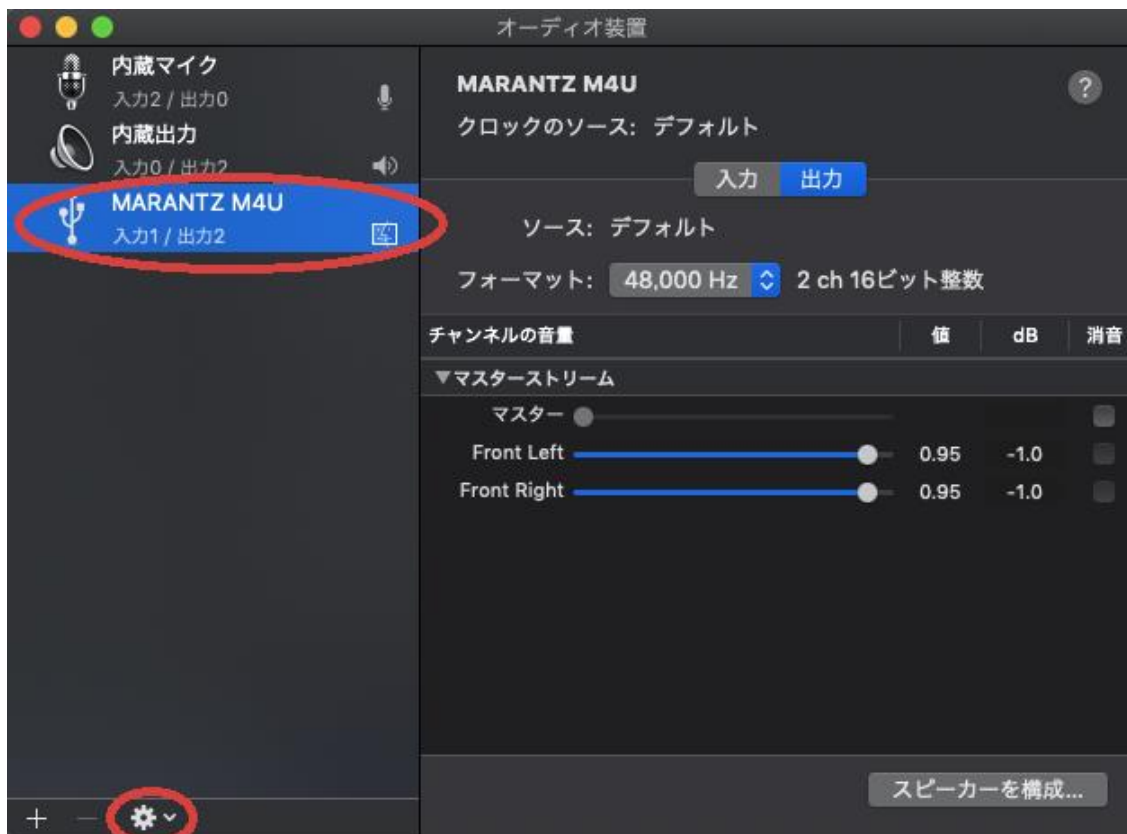 オーディオ装置
内蔵マイク
入力2 / 出力0
内蔵出力
入力0 / 出力2
MARANTZ M4U
入力1 / 出力2
MARANTZ M4U
?
クロックのソース: デフォルト
入力 出力
ソース: デフォルト
フォーマット: 48,000 Hz 2 ch 16ビット整数
チャンネルの音量 値 dB 消音
▼マスターストリーム
マスター
Front Left 0.95 -1.0
Front Right 0.95 -1.0
スピーカーを構成...